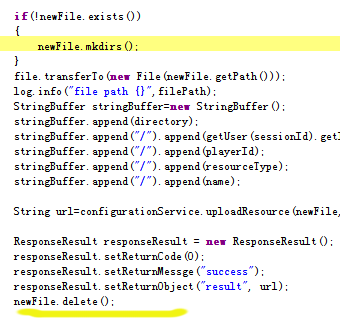 if(!newFile.exists())
{
newFile.mkdirs();
}
file.transferTo(new File(newFile.getPath()));
log.info("file path {}",filePath);
StringBuffer stringBuffer=new StringBuffer();
stringBuffer.append(directory);
stringBuffer.append("/").append(getUser(sessionId).getI
stringBuffer.append("/").append(playerId);
stringBuffer.append("/").append(resourceType);
stringBuffer.append("/").append(name);
String url=configurationService.uploadResource(newFile,
ResponseResult responseResult = new ResponseResult();
responseResult.setReturnCode(0);
responseResult.setReturnMessge("success");
responseResult.setReturnObject("result", url);
newFile.delete();